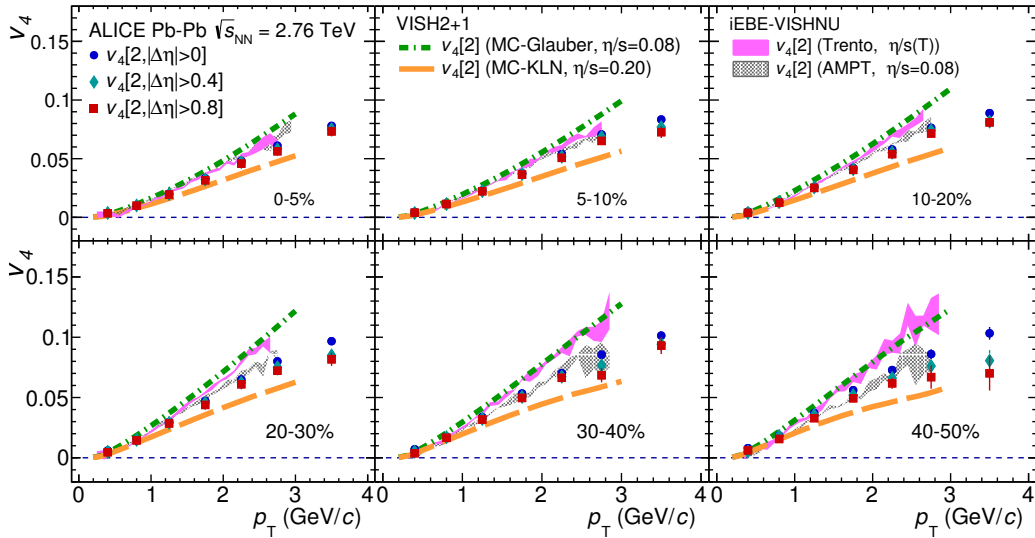 ALICE Pb-Pb √sNN = 2.76 TeV
v4[2,|Δη|>0]
v4[2,|Δη|>0.4]
v4[2,|Δη|>0.8]
VISH2+1
v4[2] (MC-Glauber, η/s=0.08)
v4[2] (MC-KLN, η/s=0.20)
iEBE-VISHNU
v4[2] (Trento, η/s(T))
v4[2] (AMPT, η/s=0.08)
v4
0.15
0.1
0.05
0
0-5%
5-10%
10-20%
v4
0.15
0.1
0.05
0
20-30%
30-40%
40-50%
0 1 2 3 4
0 1 2 3 4
0 1 2 3 4
pT (GeV/c)
pT (GeV/c)
pT (GeV/c)